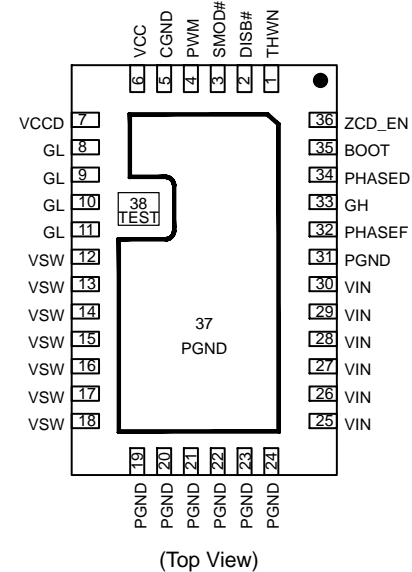 VCC CGND PWM SMOD# DISB# THWN
6 5 4 3 2 1
VCCD 7
GL 8
GL 9
GL 10
GL 11
VSW 12
VSW 13
VSW 14
VSW 15
VSW 16
VSW 17
VSW 18
38
TEST
37
PGND
36 ZCD_EN
35 BOOT
34 PHASED
33 GH
32 PHASEF
31 PGND
30 VIN
29 VIN
28 VIN
27 VIN
26 VIN
25 VIN
19 20 21 22 23 24
PGND PGND PGND PGND PGND PGND
(Top View)